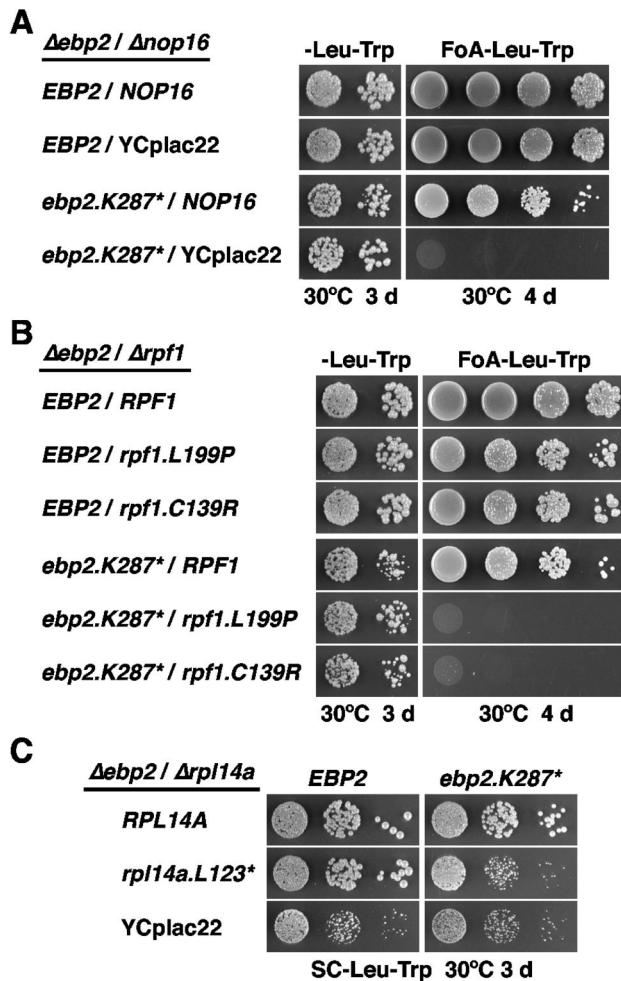 A
Δebp2 / Δnop16
-Leu-Trp FoA-Leu-Trp
EBP2 / NOP16
EBP2 / YCplac22
ebp2.K287* / NOP16
ebp2.K287* / YCplac22
30°C 3 d 30°C 4 d
B
Δebp2 / Δrpf1
-Leu-Trp FoA-Leu-Trp
EBP2 / RPF1
EBP2 / rpf1.L199P
EBP2 / rpf1.C139R
ebp2.K287* / RPF1
ebp2.K287* / rpf1.L199P
ebp2.K287* / rpf1.C139R
30°C 3 d 30°C 4 d
C
Δebp2 / Δrpl14a
EBP2 ebp2.K287*
RPL14A
rpl14a.L123*
YCplac22
SC-Leu-Trp 30°C 3 d